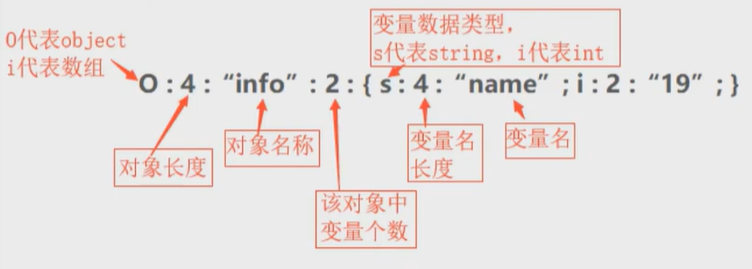 O代表object
i代表数组
变量数据类型，
s代表string，i代表int
O:4:“info”:2:{s:4:“name”;i:2:“19”;}
对象长度
对象名称
变量名
长度
变量名
该对象中
变量个数